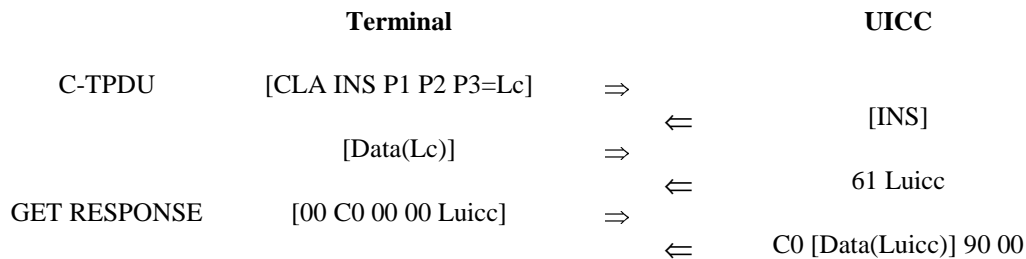 Terminal UICC
C-TPDU [CLA INS P1 P2 P3=Lc] ⇒
⇐ [INS]
[Data(Lc)] ⇒
⇐ 61 Luicc
GET RESPONSE [00 C0 00 00 Luicc] ⇒
⇐ C0 [Data(Luicc)] 90 00